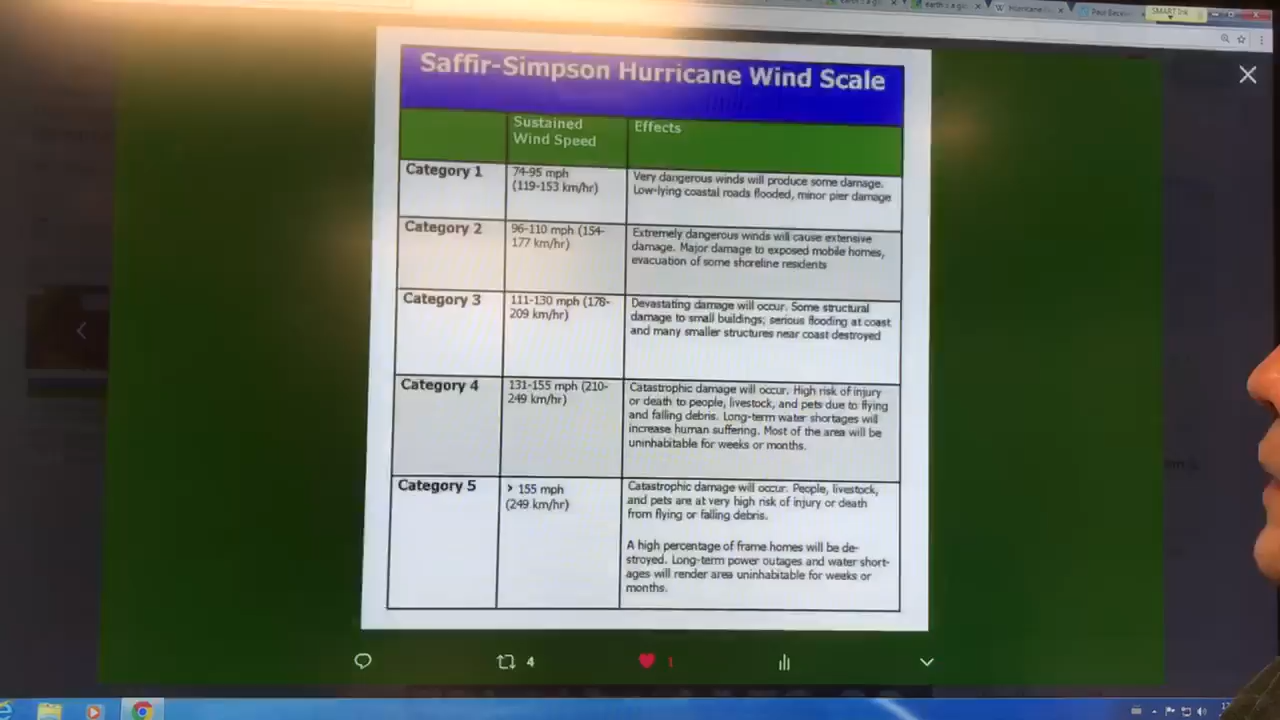 SMART Ink
Saffir-Simpson Hurricane Wind Scale
Sustained
Wind Speed
Effects
Category 1
74-95 mph
(119-153 km/hr)
Very dangerous winds will produce some damage.
Low-lying coastal roads flooded, minor pier damage
Category 2
96-110 mph (154-
177 km/hr)
Extremely dangerous winds will cause extensive
damage. Major damage to exposed mobile homes,
evacuation of some shoreline residents
Category 3
111-130 mph (178-
209 km/hr)
Devastating damage will occur. Some structural
damage to small buildings; serious flooding at coast
and many smaller structures near coast destroyed
Category 4
131-155 mph (210-
249 km/hr)
Catastrophic damage will occur. High risk of injury
or death to people, livestock, and pets due to flying
and falling debris. Long-term water shortages will
increase human suffering. Most of the area will be
uninhabitable for weeks or months.
Category 5
> 155 mph
(249 km/hr)
Catastrophic damage will occur. People, livestock,
and pets are at very high risk of injury or death
from flying or falling debris.
A high percentage of frame homes will be de-
stroyed. Long-term power outages and water short-
ages will render area uninhabitable for weeks or
months.
4
1